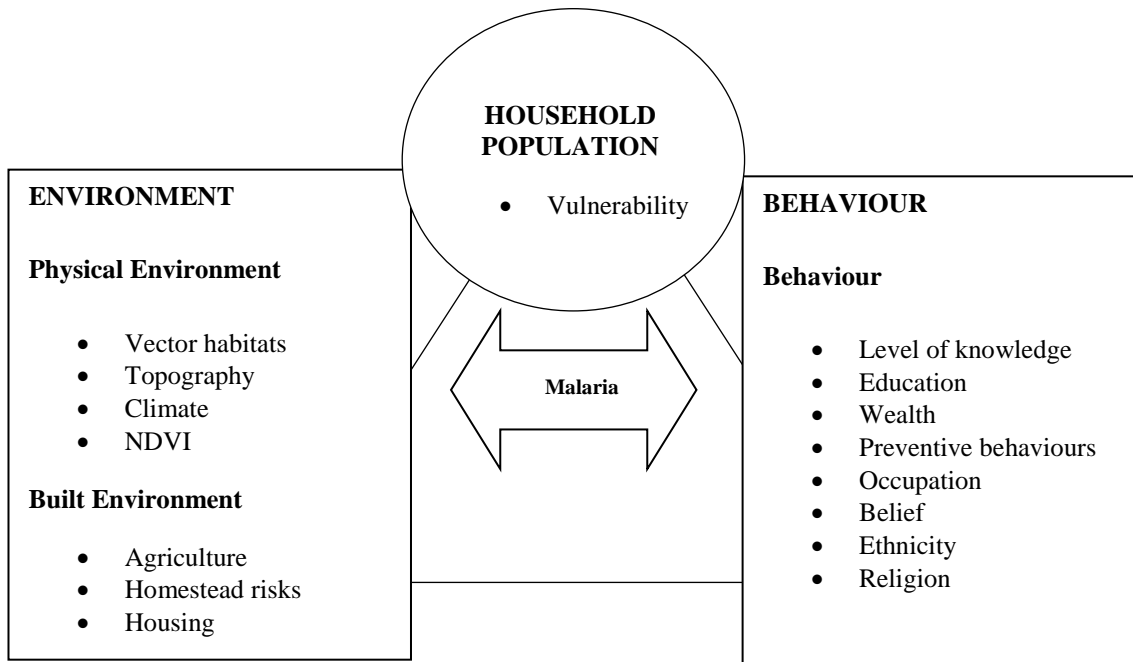 HOUSEHOLD
POPULATION
• Vulnerability
ENVIRONMENT
Physical Environment
• Vector habitats
• Topography
• Climate
• NDVI
Built Environment
• Agriculture
• Homestead risks
• Housing
Malaria
BEHAVIOUR
Behaviour
• Level of knowledge
• Education
• Wealth
• Preventive behaviours
• Occupation
• Belief
• Ethnicity
• Religion